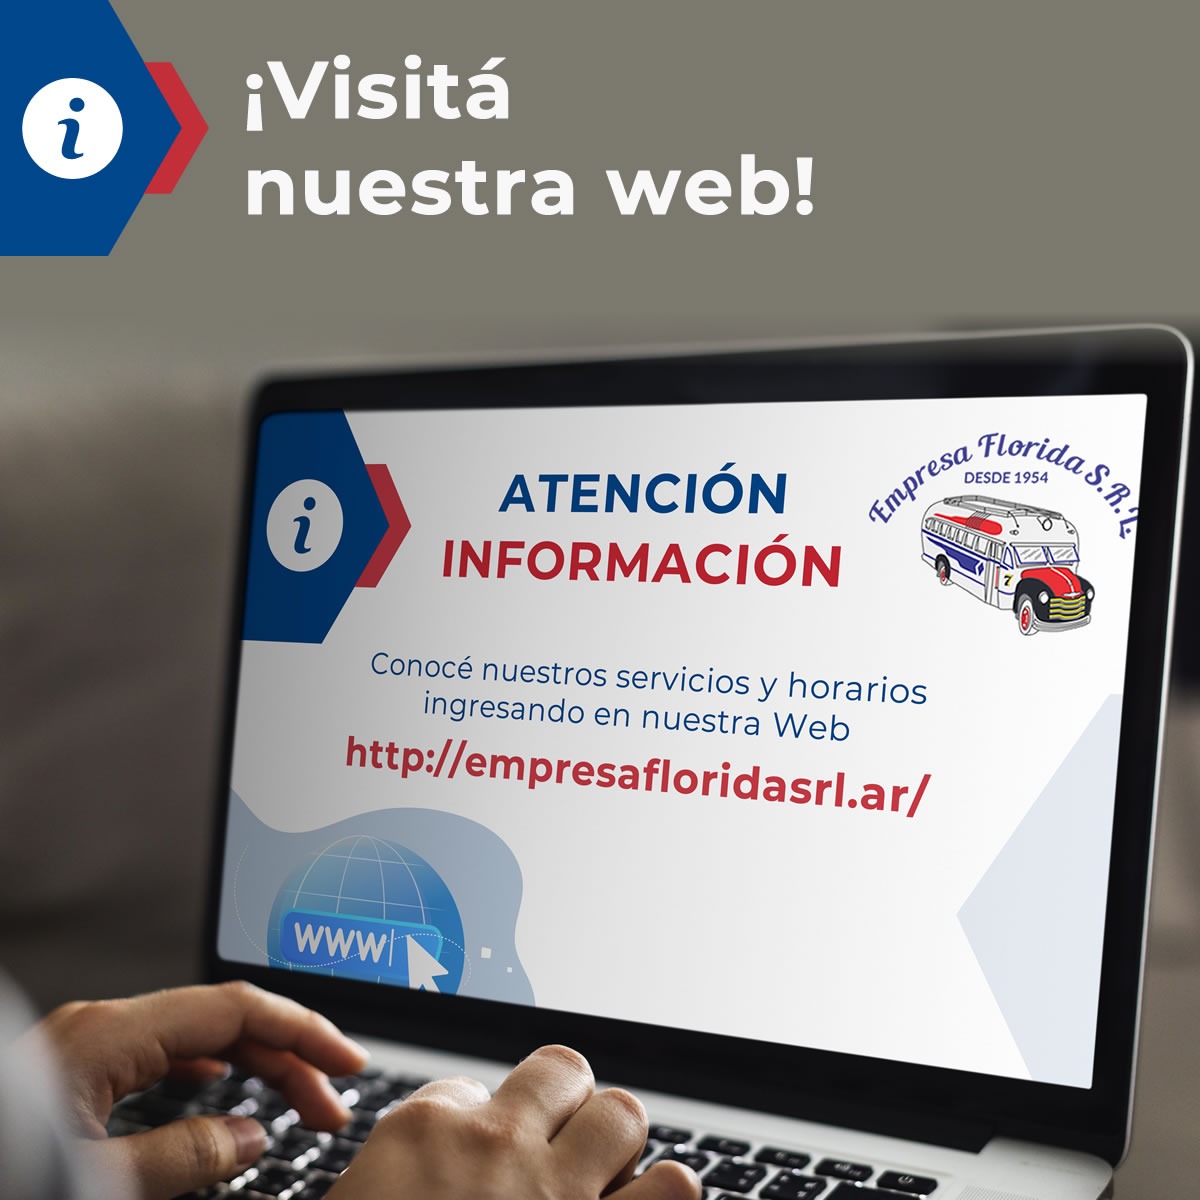 i
¡Visitá
nuestra web!
i
ATENCIÓN
INFORMACIÓN
Empresa Florida S.R.L.
DESDE 1954
7
Conocé nuestros servicios y horarios
ingresando en nuestra Web
http://empresafloridasrl.ar/
WWW